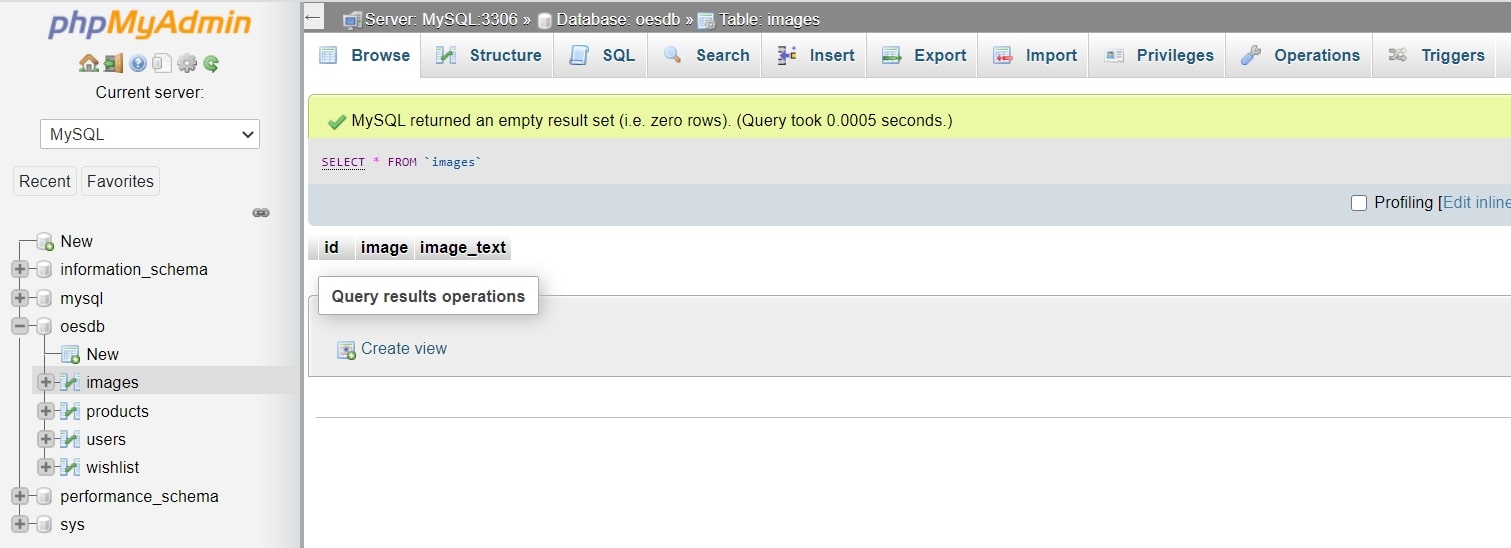 phpMyAdmin
Current server:
MySQL
Recent Favorites
New
information_schema
mysql
oesdb
New
images
products
users
wishlist
performance_schema
sys
Server: MySQL:3306 » Database: oesdb » Table: images
Browse Structure SQL Search Insert Export Import Privileges Operations Triggers
MySQL returned an empty result set (i.e. zero rows). (Query took 0.0005 seconds.)
SELECT * FROM `images`
Profiling [Edit inline
id image image_text
Query results operations
Create view